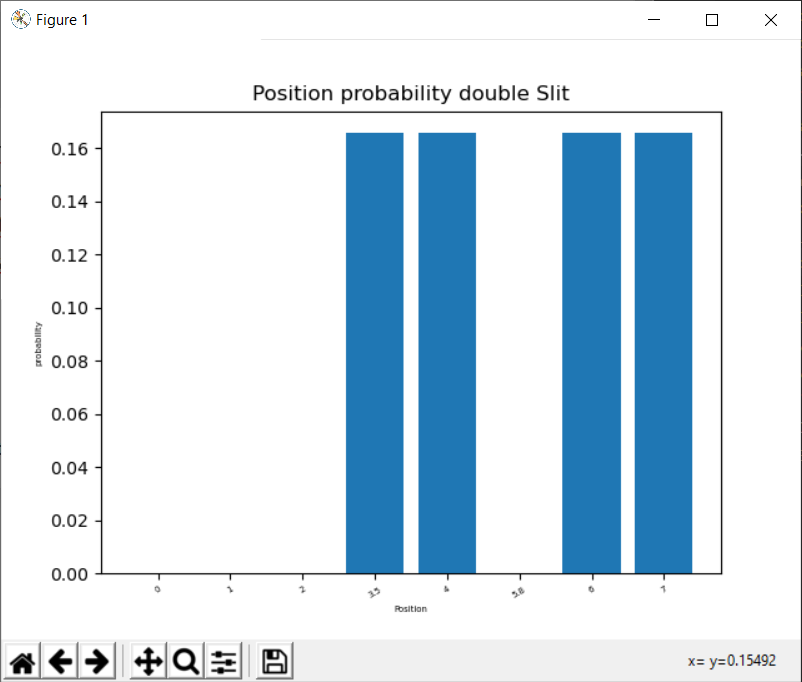 Figure 1
Position probability double Slit
0.16
0.14
0.12
0.10
0.08
0.06
0.04
0.02
0.00
probability
0 1 2 3.5 4 5.8 6 7
Position
x= y=0.15492